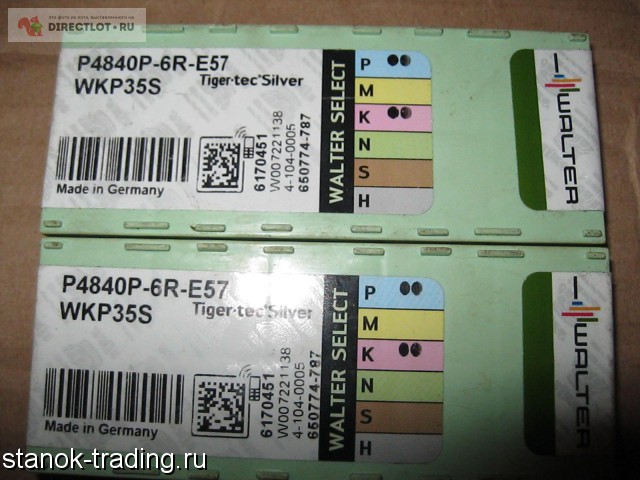 DIRECTLOT.RU
P4840P-6R-E57
WKP35S
Tiger·tec®Silver
Made in Germany
6170451
W007221138
4-104-0005
650774-787
WALTER SELECT
P
M
K
N
S
H
WALTER
P4840P-6R-E57
WKP35S
Tiger·tec®Silver
Made in Germany
6170451
W007221138
4-104-0005
650774-787
WALTER SELECT
P
M
K
N
S
H
WALTER
stanok-trading.ru